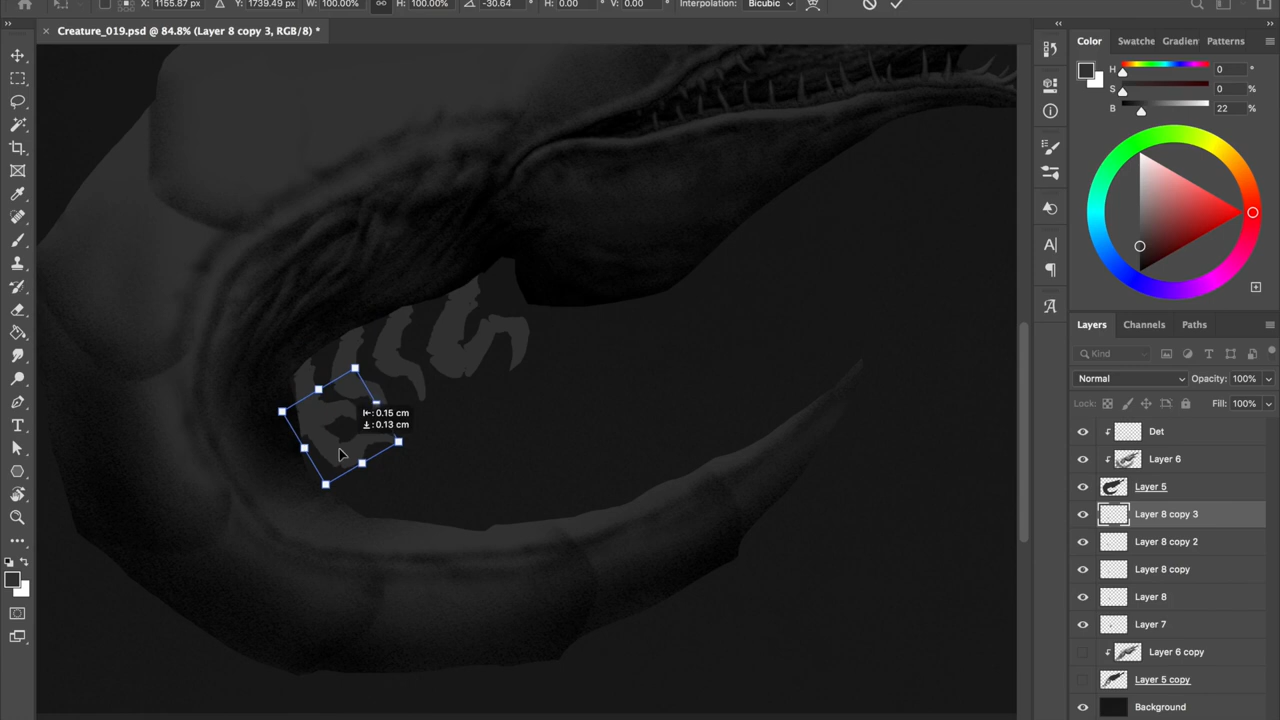 X: 1155.87 px Y: 1739.49 px W: 100.00% H: 100.00% -30.64 ° H: 0.00 ° V: 0.00 ° Interpolation: Bicubic
Creature_019.psd @ 84.8% (Layer 8 copy 3, RGB/8) *
Color Swatche Gradien Patterns
H 0 °
S 0 %
B 22 %
: 0.15 cm
: 0.13 cm
Layers Channels Paths
Kind
Normal Opacity: 100%
Lock: Fill: 100%
Det
Layer 6
Layer 5
Layer 8 copy 3
Layer 8 copy 2
Layer 8 copy
Layer 8
Layer 7
Layer 6 copy
Layer 5 copy
Background